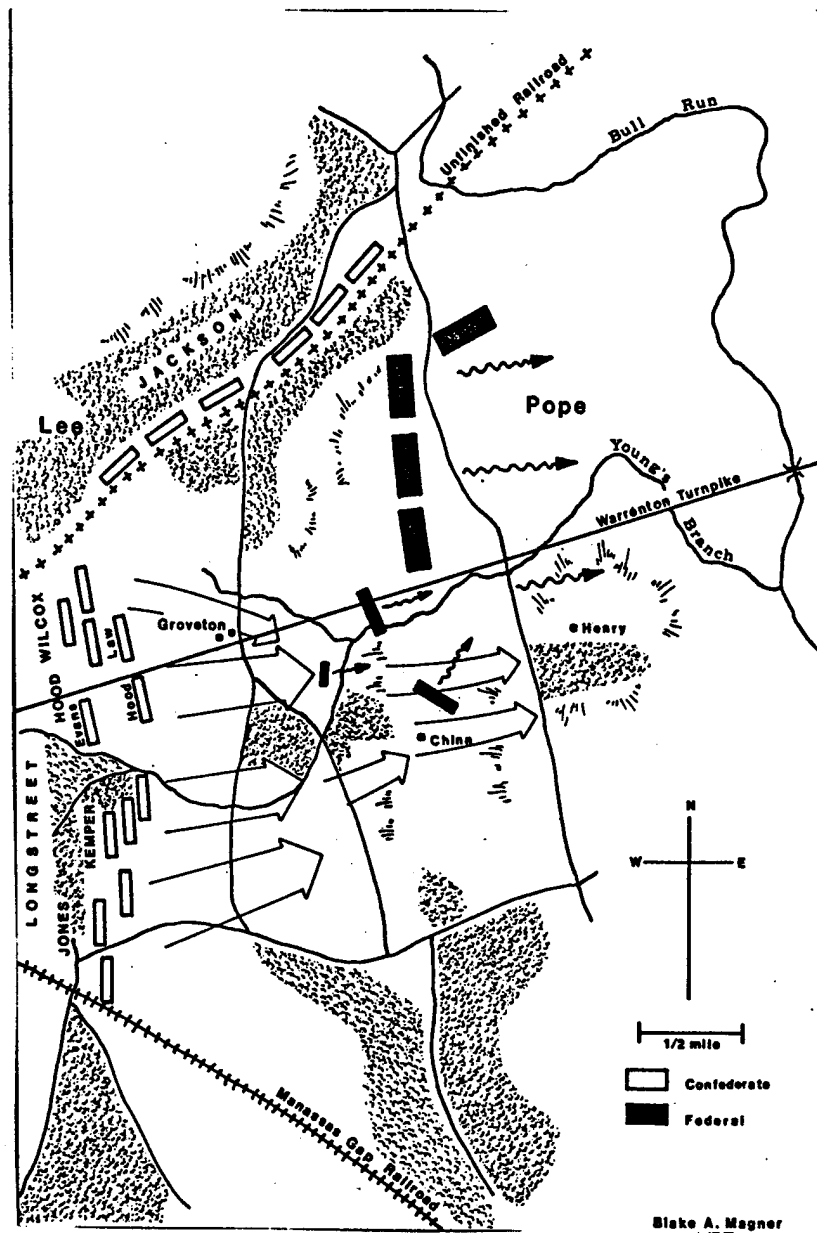 Unfinished Railroad
Bull Run
JACKSON
Lee
Pope
Young's
Branch
Warrenton Turnpike
WILCOX
Law
Groveton
Henry
HOOD
Evans
Hood
Chinn
LONGSTREET
KEMPER
JONES
N
W E
S
1/2 mile
Confederate
Federal
Manassas Gap Railroad
Blake A. Magner